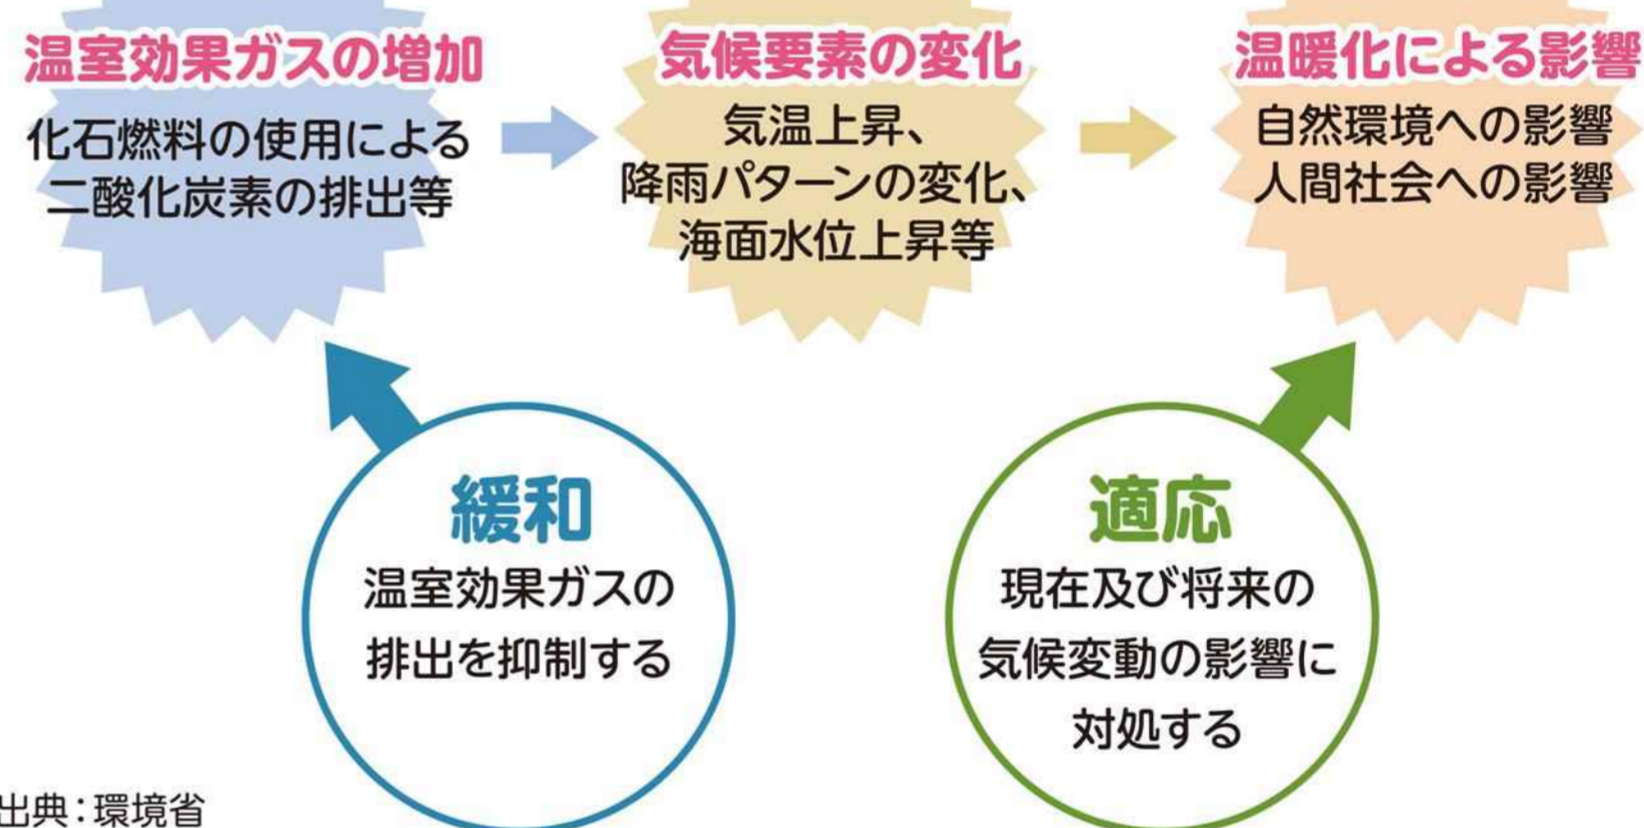 温室効果ガスの増加
化石燃料の使用による
二酸化炭素の排出等
気候要素の変化
気温上昇、
降雨パターンの変化、
海面水位上昇等
温暖化による影響
自然環境への影響
人間社会への影響
緩和
温室効果ガスの
排出を抑制する
適応
現在及び将来の
気候変動の影響に
対処する
出典：環境省